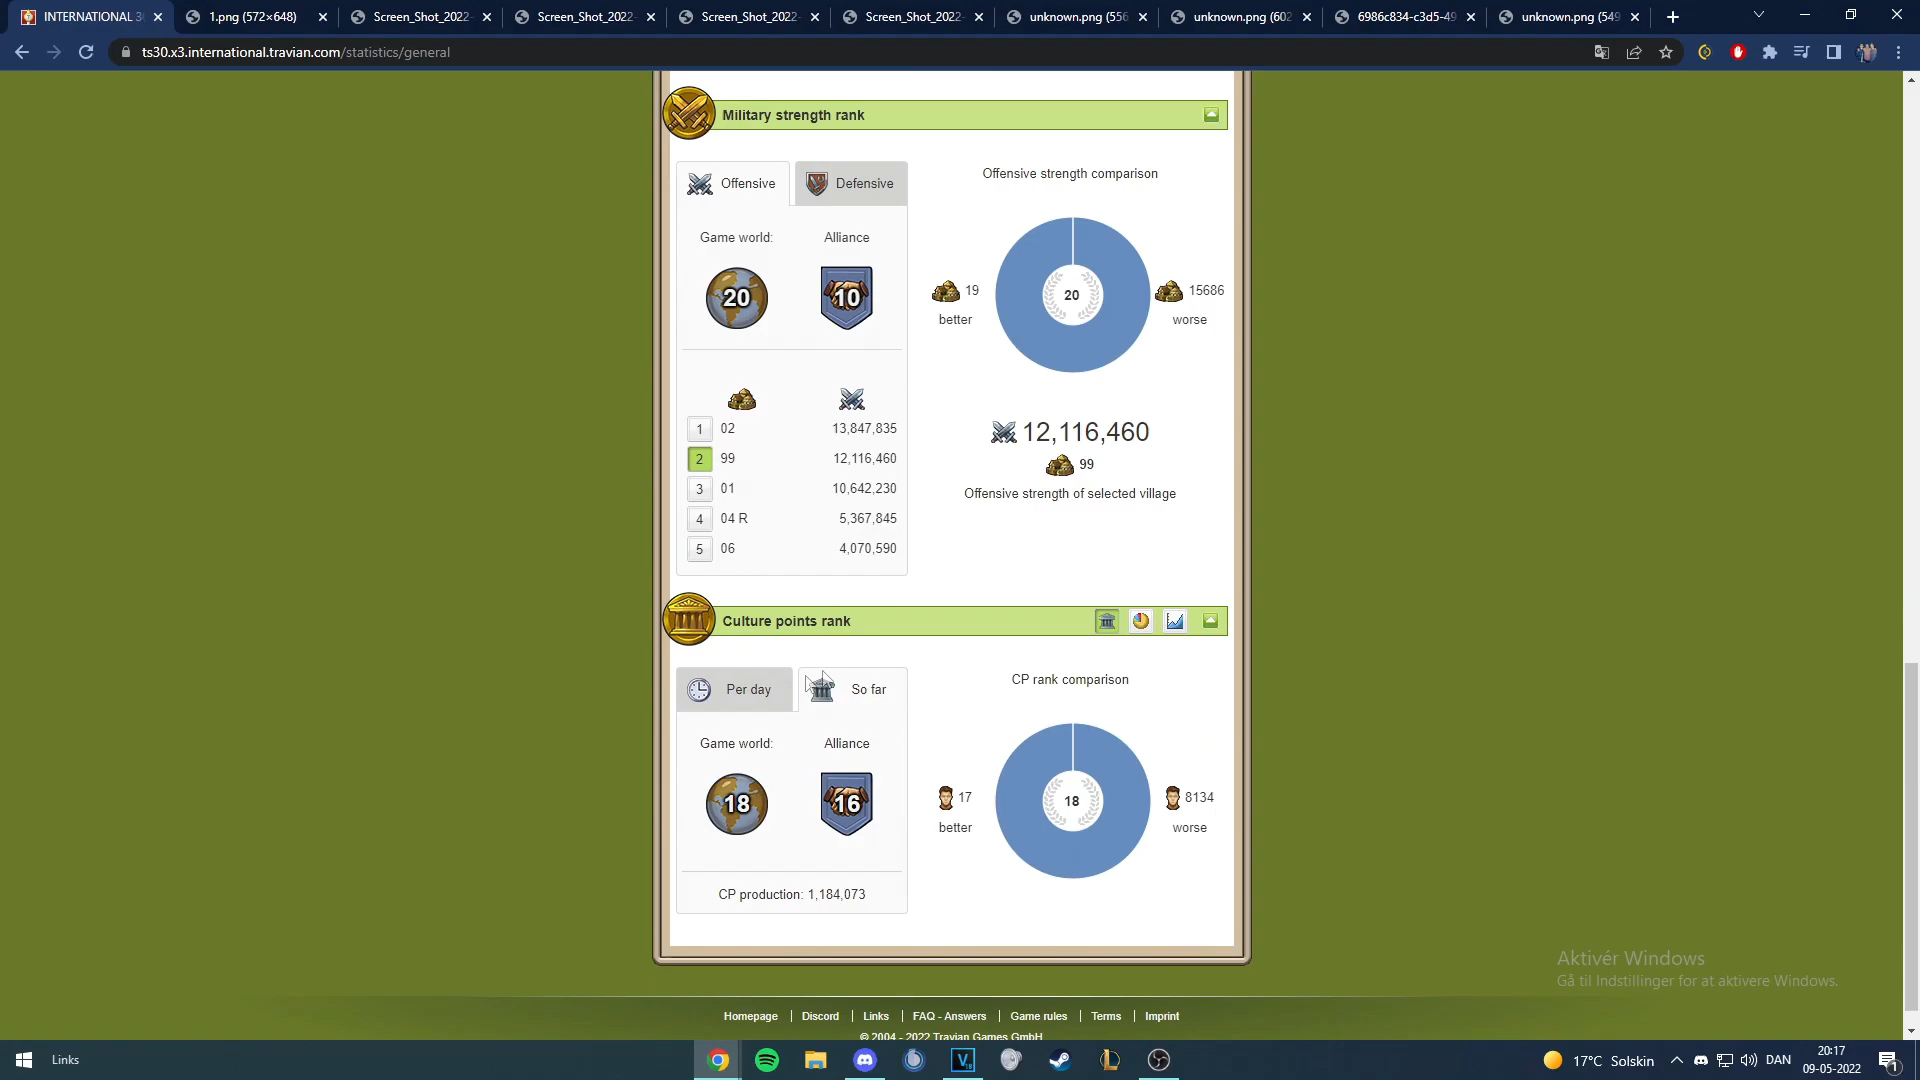 INTERNATIONAL 3
1.png (572×648)
Screen_Shot_2022-
Screen_Shot_2022-
Screen_Shot_2022-
Screen_Shot_2022-
unknown.png (556
unknown.png (602
6986c834-c3d5-49
unknown.png (549
ts30.x3.international.travian.com/statistics/general
Military strength rank
Offensive
Defensive
Game world:
Alliance
20
10
1 02 13,847,835
2 99 12,116,460
3 01 10,642,230
4 04 R 5,367,845
5 06 4,070,590
Offensive strength comparison
19
better
20
15686
worse
12,116,460
99
Offensive strength of selected village
Culture points rank
Per day
So far
Game world:
Alliance
18
16
CP production: 1,184,073
CP rank comparison
17
better
18
8134
worse
Aktivér Windows
Gå til Indstillinger for at aktivere Windows.
Homepage | Discord | Links | FAQ - Answers | Game rules | Terms | Imprint
© 2004 - 2022 Travian Games GmbH
Links
17°C Solskin
DAN
20:17
09-05-2022
1